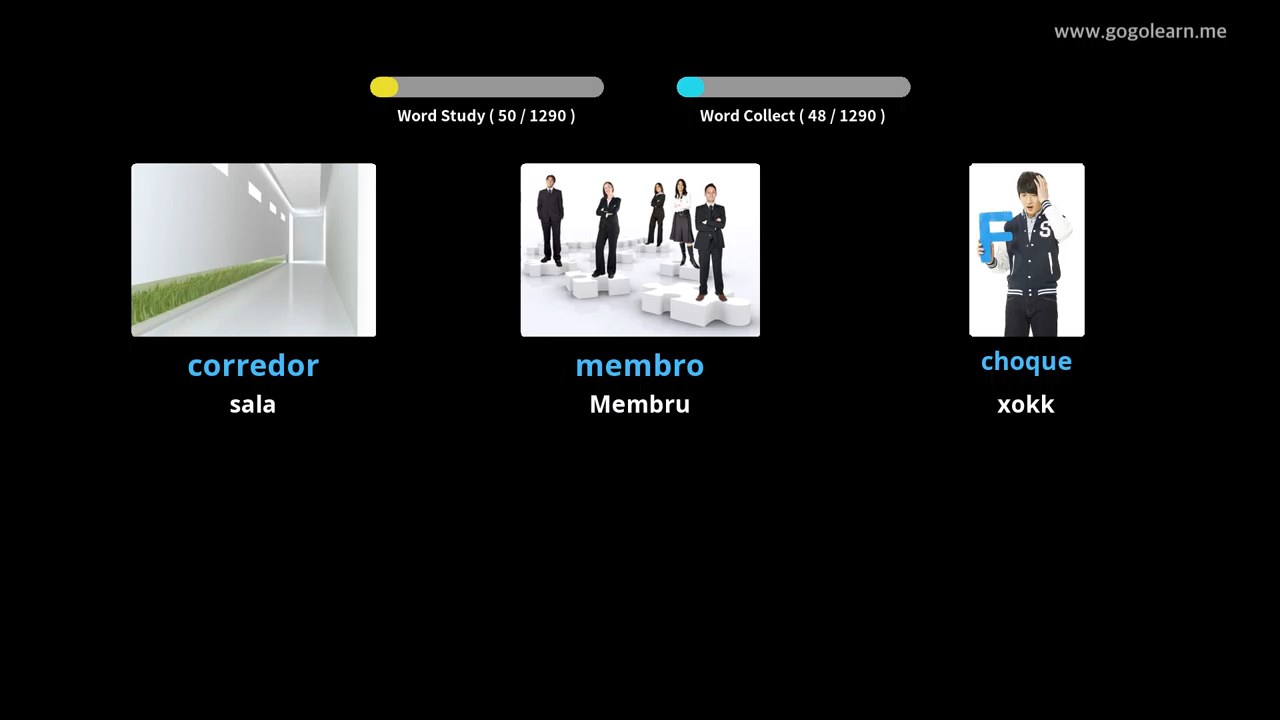 www.gogolearn.me
Word Study ( 50 / 1290 )
Word Collect ( 48 / 1290 )
F
S
corredor
membro
choque
sala
Membru
xokk